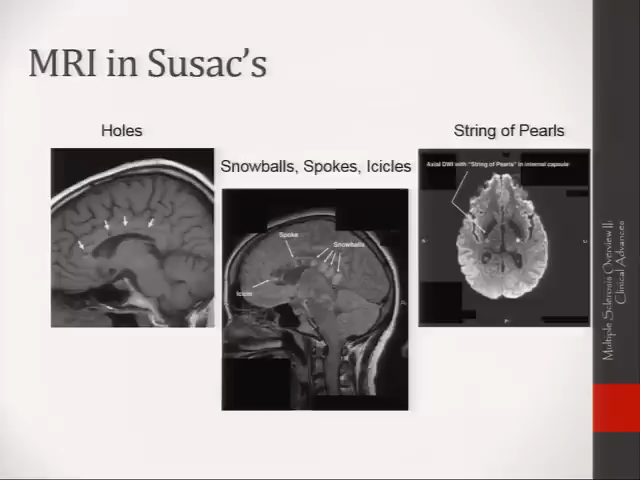 MRI in Susac's
Holes
Snowballs, Spokes, Icicles
String of Pearls
Axial DWI with "String of Pearls" in internal capsule
Spoke
Snowballs
Icicle
Multiple Sclerosis Overview II:
Clinical Advances